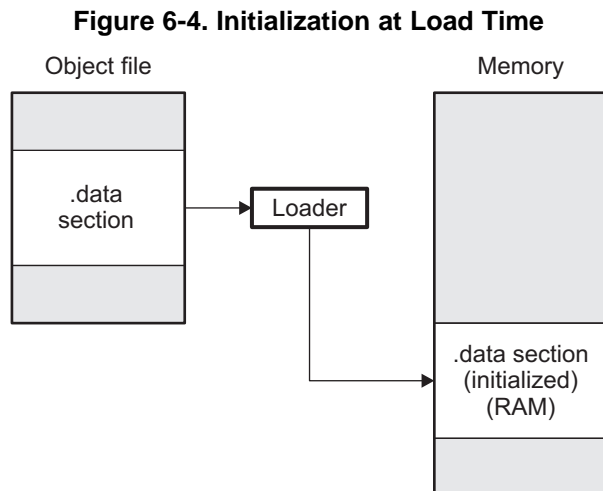 Figure 6-4. Initialization at Load Time
Object file
Memory
.data
section
Loader
.data section
(initialized)
(RAM)